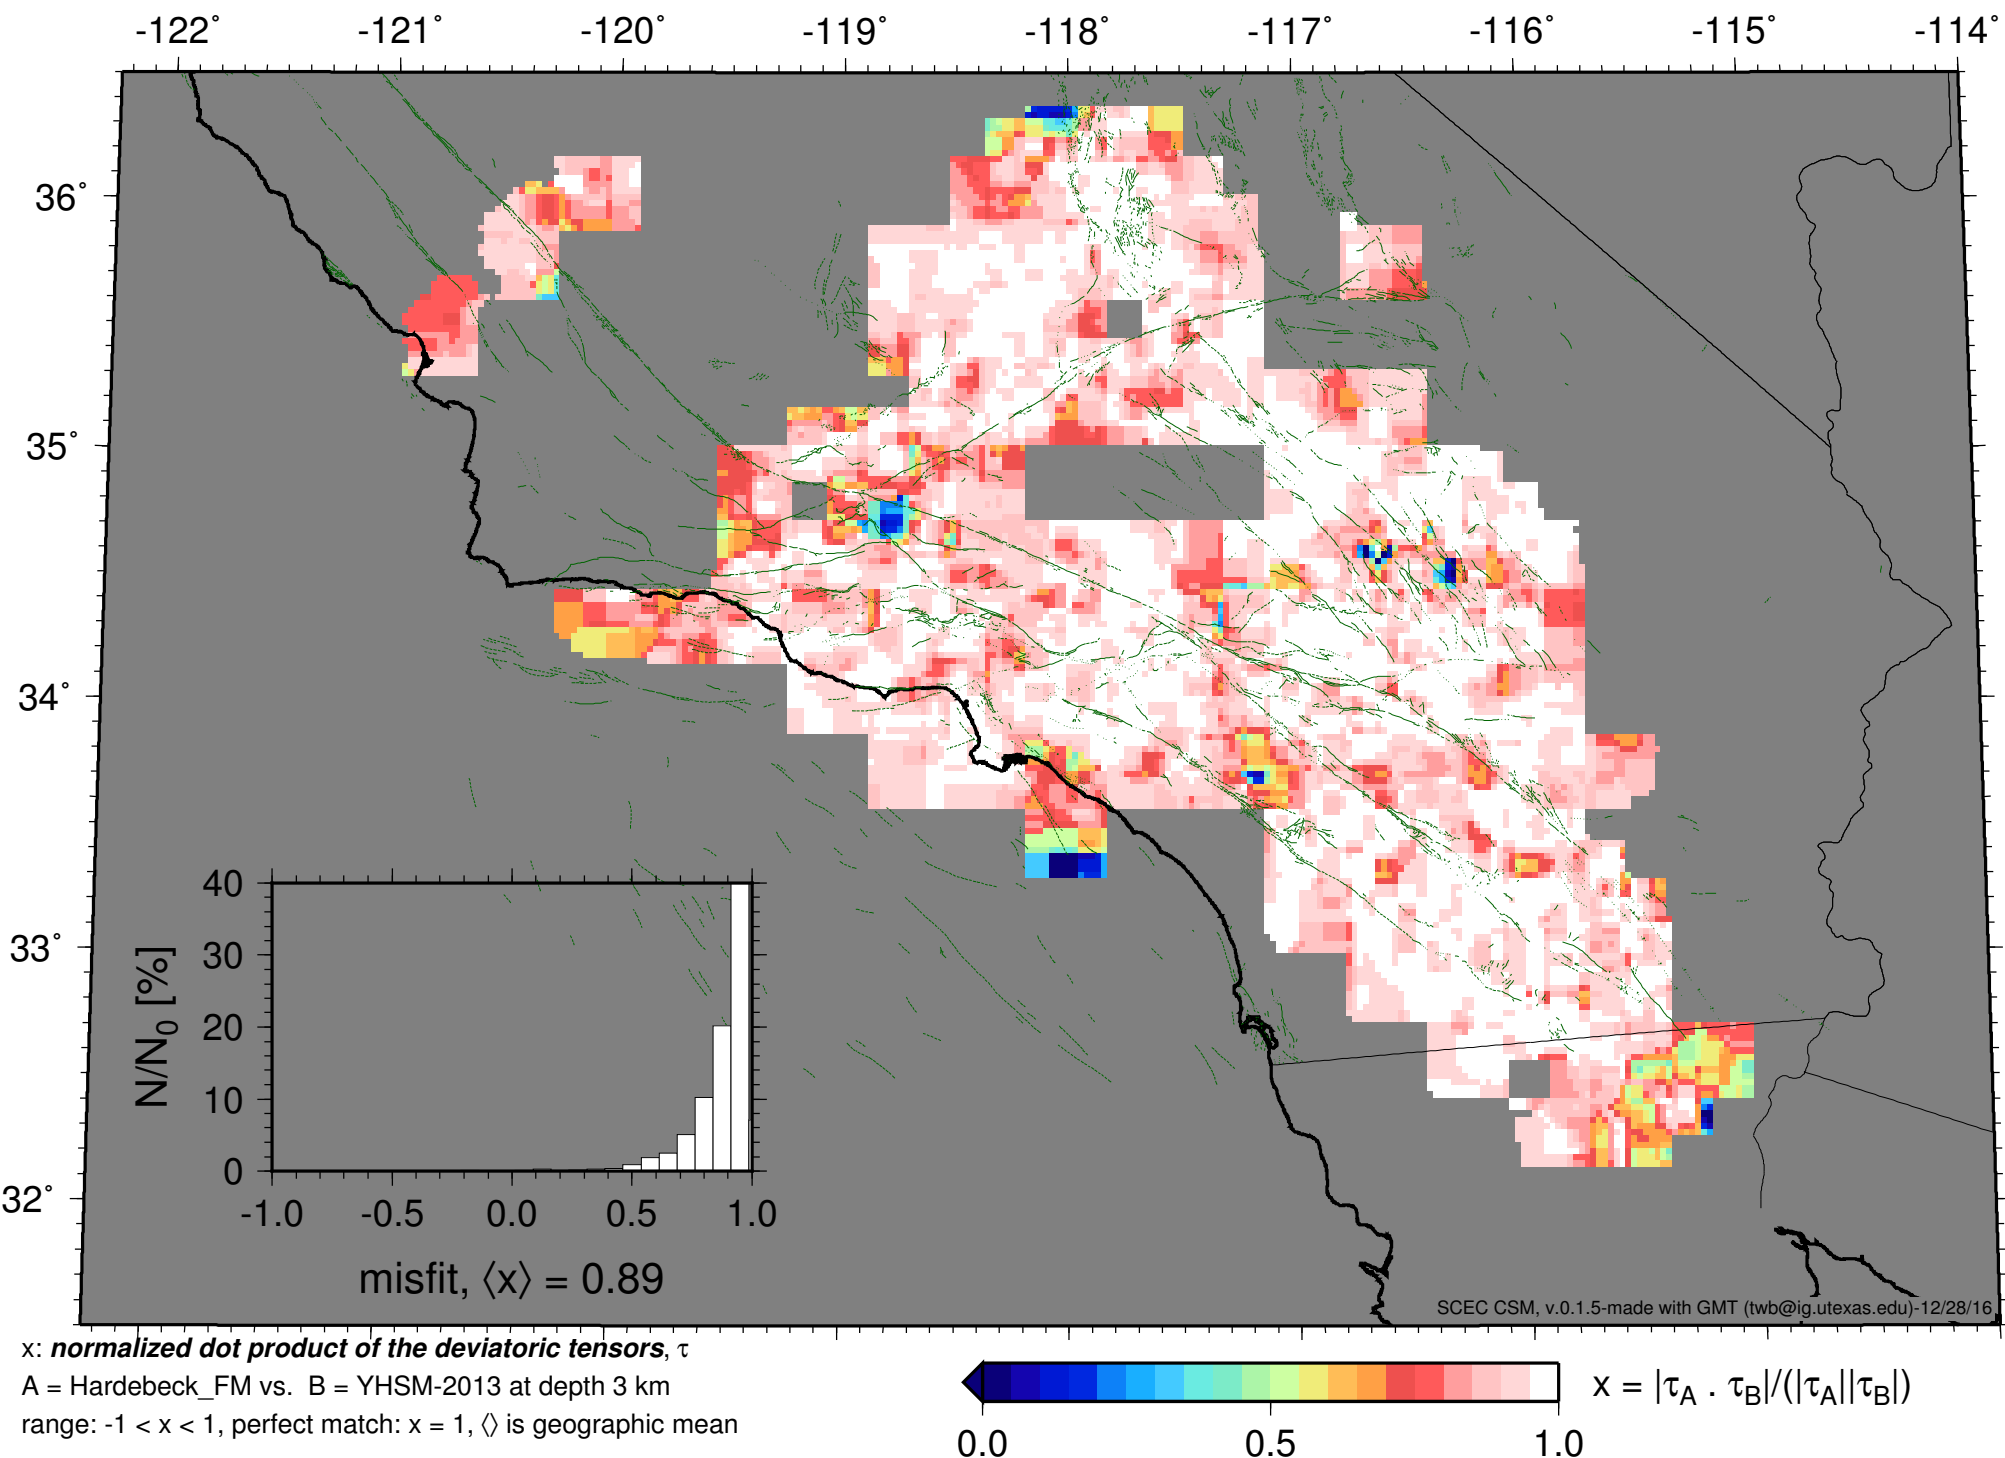 -122° -121° -120° -119° -118° -117° -116° -115° -114°
36°
35°
34°
33°
32°
40
30
20
10
0
N/N₀ [%]
-1.0 -0.5 0.0 0.5 1.0
misfit, ⟨x⟩ = 0.89
SCEC CSM, v.0.1.5-made with GMT (twb@ig.utexas.edu)-12/28/16
x: normalized dot product of the deviatoric tensors, τ
A = Hardebeck_FM vs. B = YHSM-2013 at depth 3 km
range: -1 < x < 1, perfect match: x = 1, ⟨⟩ is geographic mean
x = |τ_A . τ_B|/(|τ_A||τ_B|)
0.0 0.5 1.0